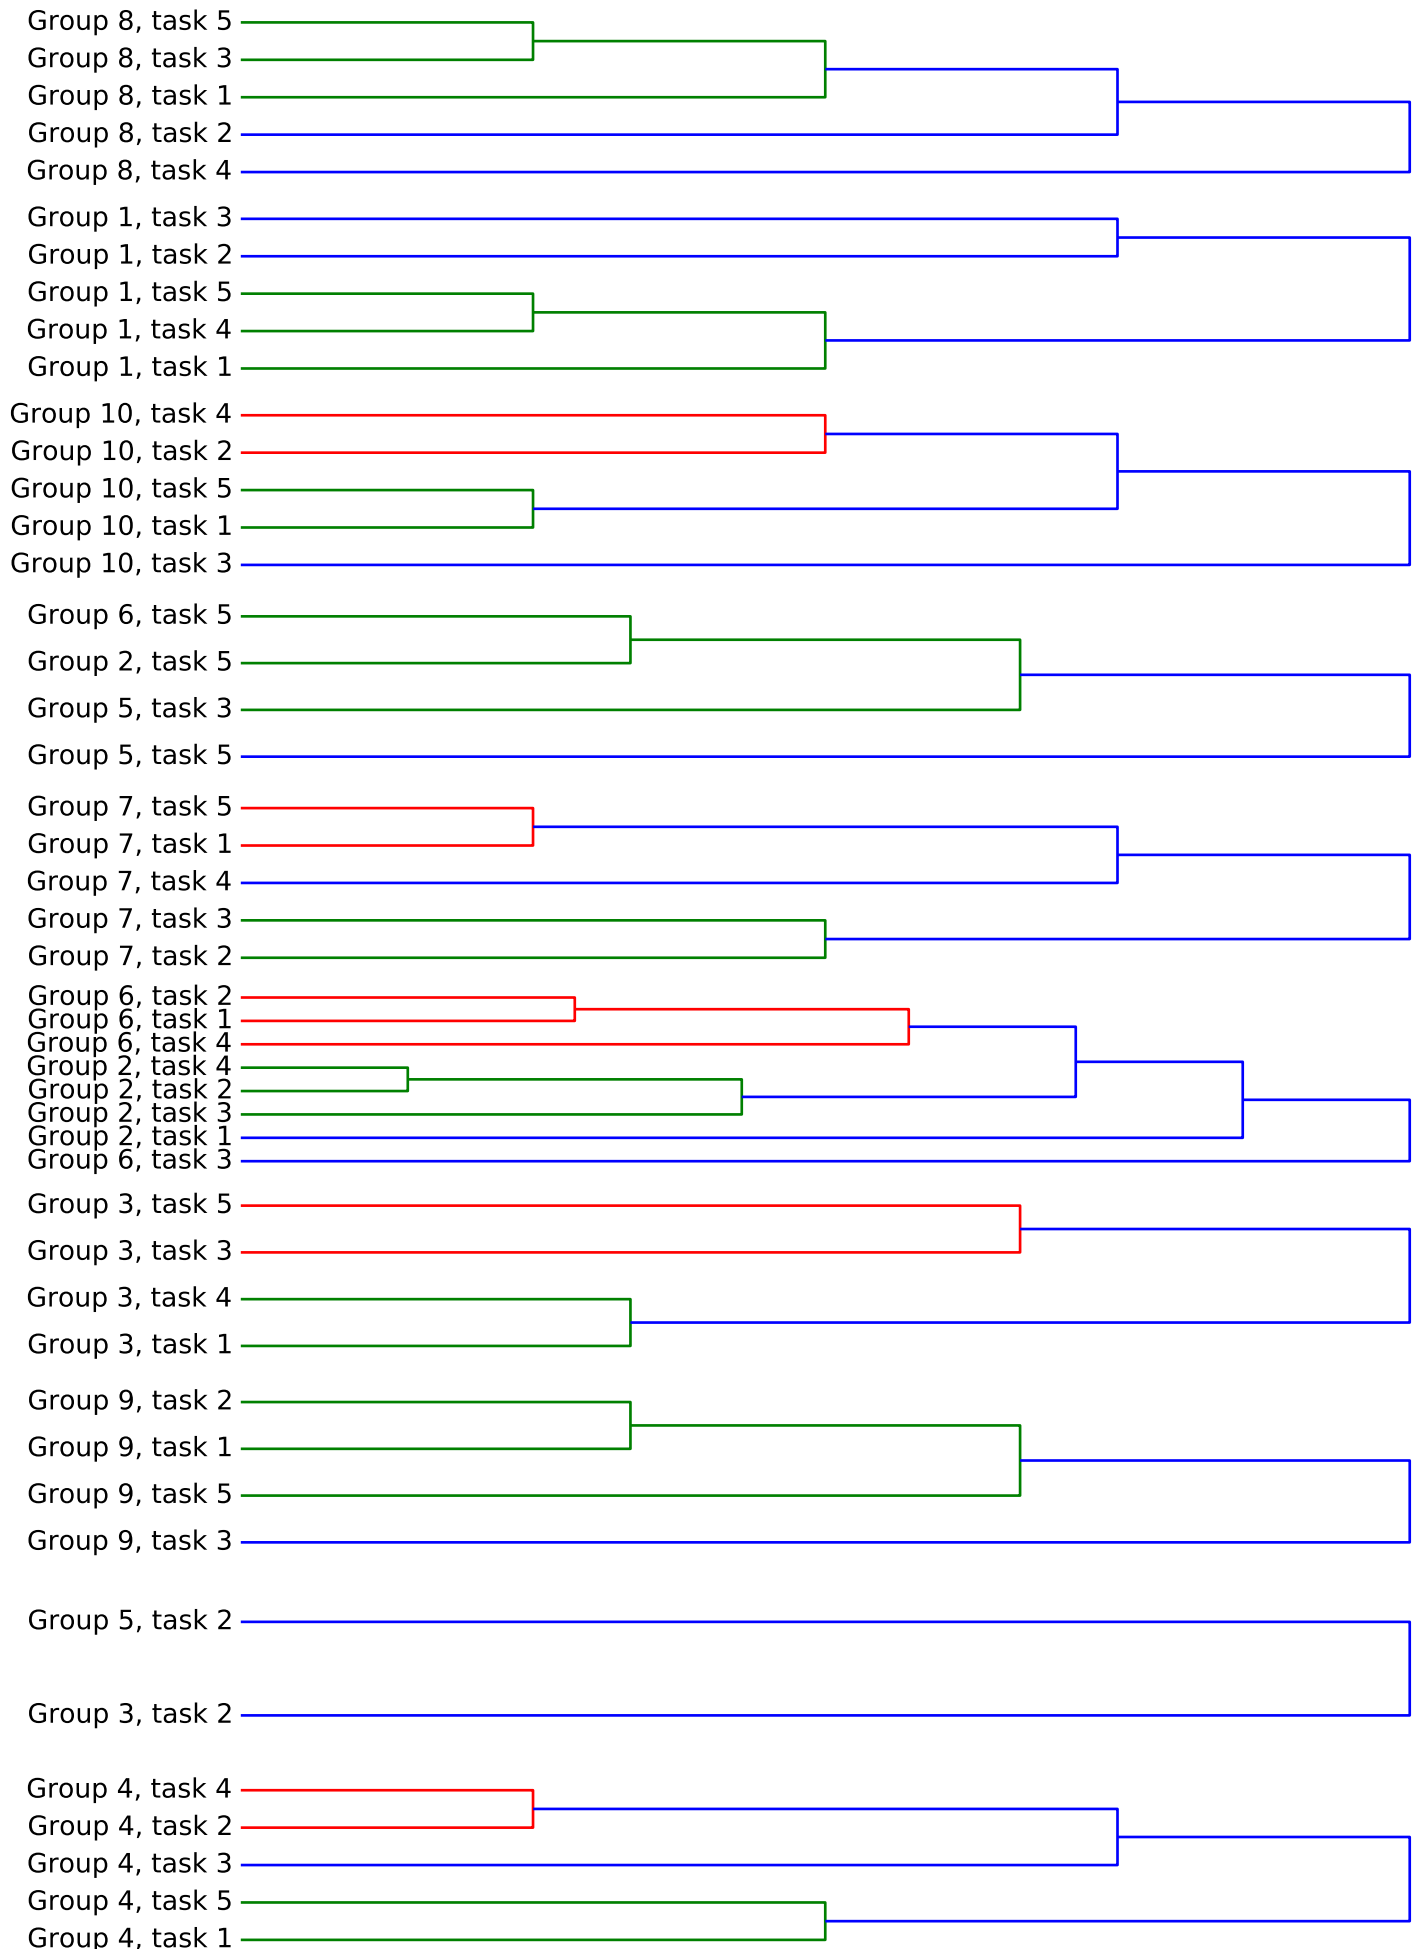 Group 8, task 5
Group 8, task 3
Group 8, task 1
Group 8, task 2
Group 8, task 4
Group 1, task 3
Group 1, task 2
Group 1, task 5
Group 1, task 4
Group 1, task 1
Group 10, task 4
Group 10, task 2
Group 10, task 5
Group 10, task 1
Group 10, task 3
Group 6, task 5
Group 2, task 5
Group 5, task 3
Group 5, task 5
Group 7, task 5
Group 7, task 1
Group 7, task 4
Group 7, task 3
Group 7, task 2
Group 6, task 2
Group 6, task 1
Group 6, task 4
Group 2, task 4
Group 2, task 2
Group 2, task 3
Group 2, task 1
Group 6, task 3
Group 3, task 5
Group 3, task 3
Group 3, task 4
Group 3, task 1
Group 9, task 2
Group 9, task 1
Group 9, task 5
Group 9, task 3
Group 5, task 2
Group 3, task 2
Group 4, task 4
Group 4, task 2
Group 4, task 3
Group 4, task 5
Group 4, task 1